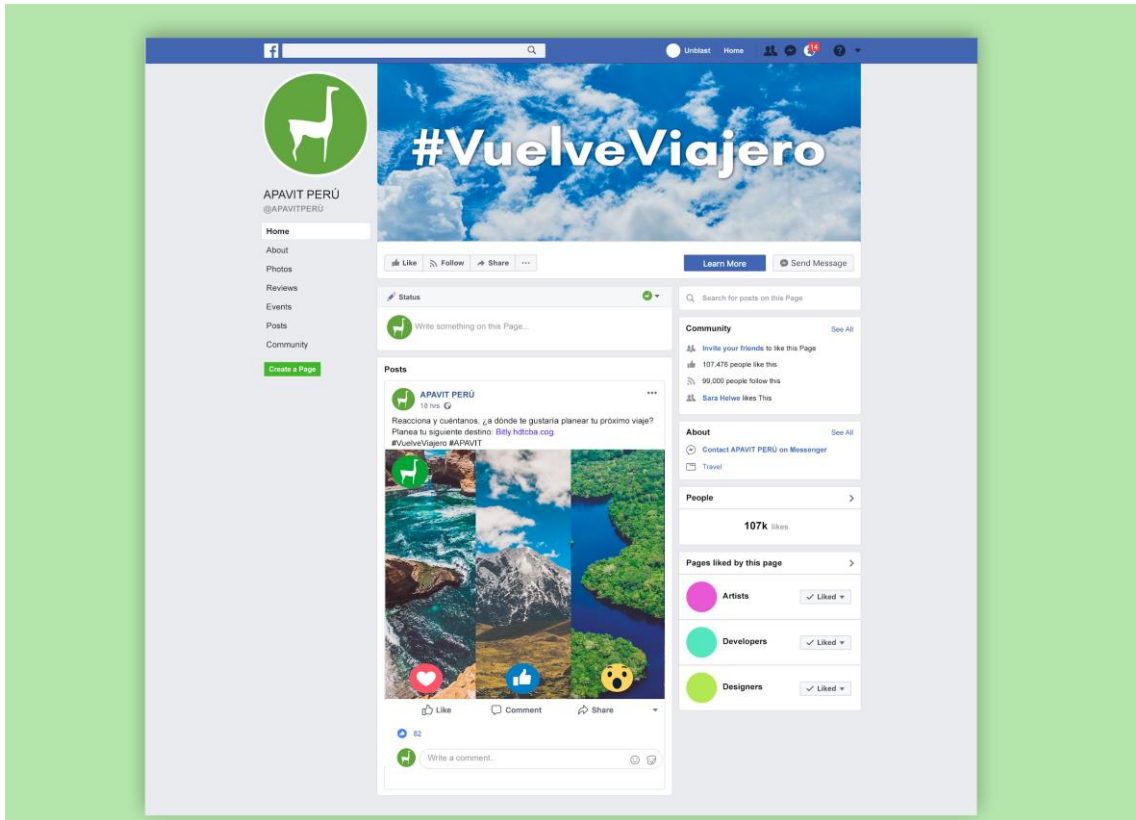 Unblast Home 14
#VuelveViajero
APAVIT PERÚ
@APAVITPERÚ
Home
About
Photos
Reviews
Events
Posts
Community
Create a Page
Like Follow Share ...
Learn More Send Message
Status
Write something on this Page...
Posts
APAVIT PERÚ
18 hrs
Reacciona y cuéntanos, ¿a dónde te gustaría planear tu próximo viaje?
Planea tu siguiente destino: Bitly.hdtcba.cog.
#VuelveViajero #APAVIT
Like Comment Share
82
Write a comment..
Search for posts on this Page
Community See All
Invite your friends to like this Page
107,476 people like this
99,000 people follow this
Sara Helwe likes This
About See All
Contact APAVIT PERÚ on Messenger
Travel
People
107k likes
Pages liked by this page
Artists Liked
Developers Liked
Designers Liked